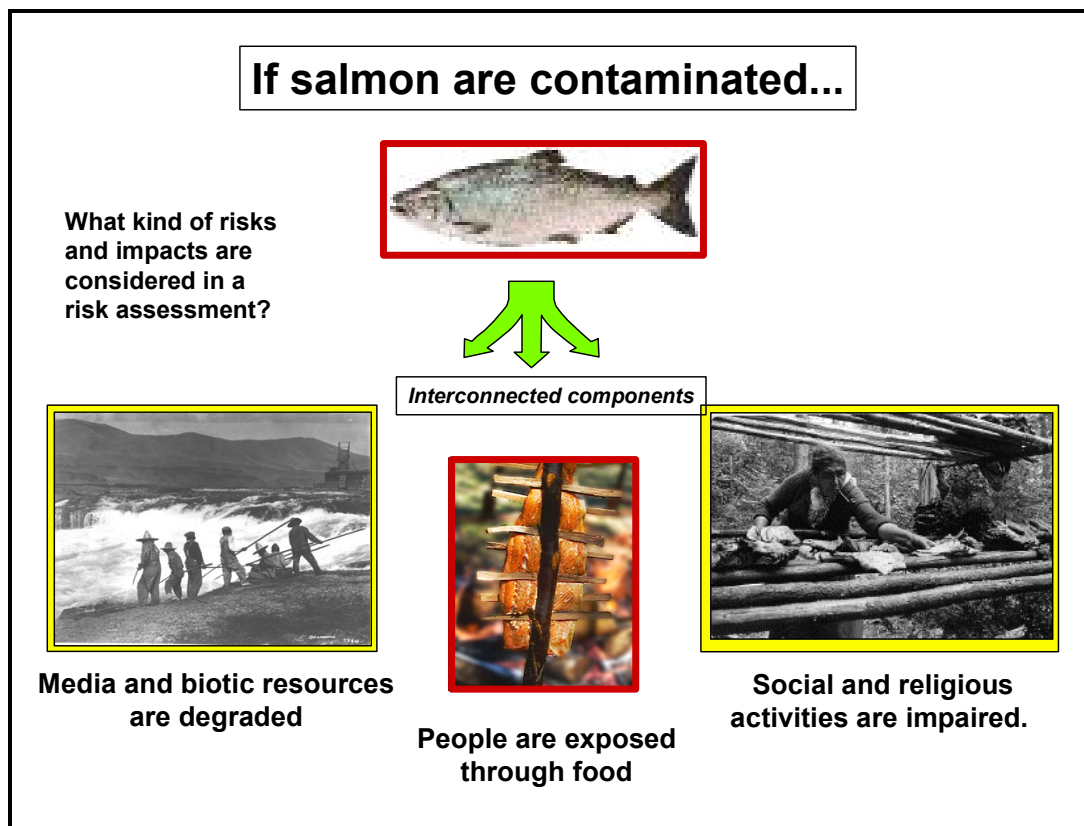 If salmon are contaminated...
What kind of risks
and impacts are
considered in a
risk assessment?
Interconnected components
Media and biotic resources
are degraded
People are exposed
through food
Social and religious
activities are impaired.